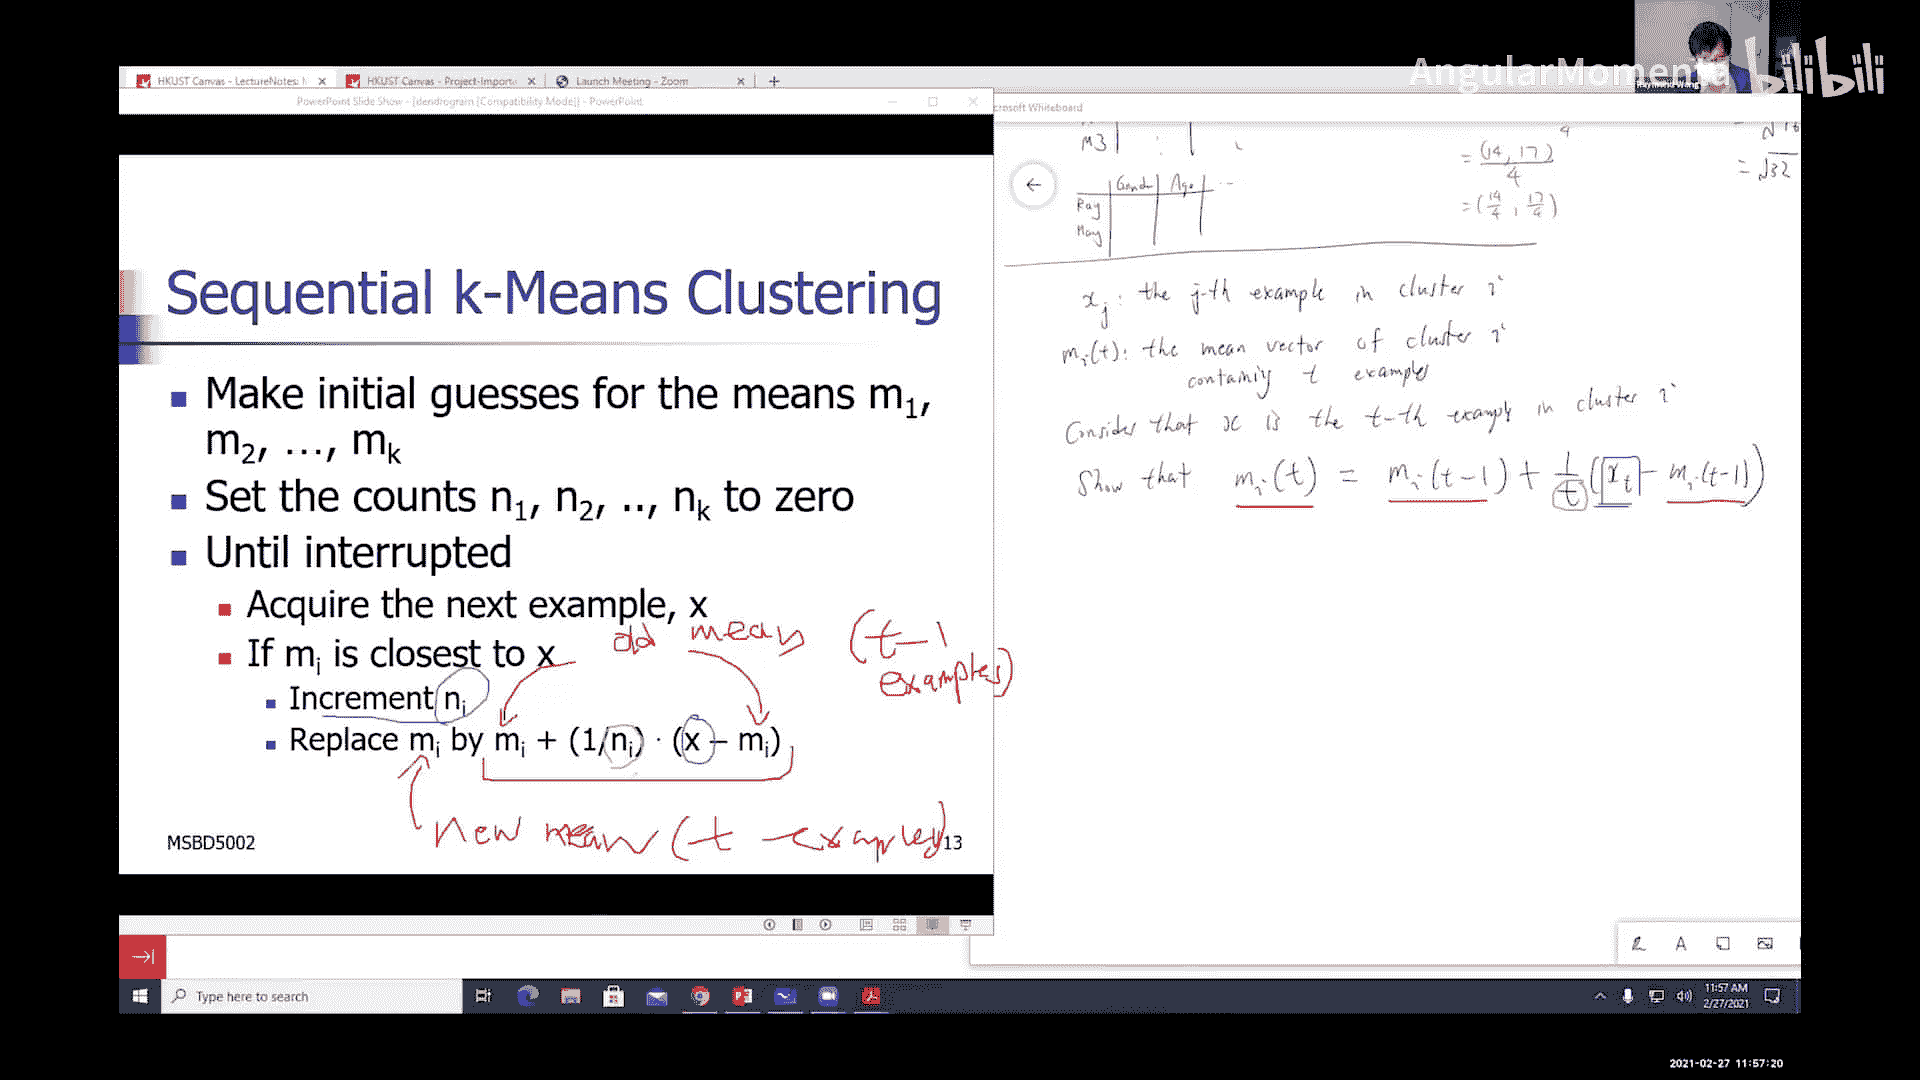 AngularMomenta bilibili
HKUST Canvas - LectureNotes: M
HKUST Canvas - Project-Importa
Launch Meeting - Zoom
PowerPoint Slide Show - [dendrogram [Compatibility Mode]] - PowerPoint
crosoft Whiteboard
Sequential k-Means Clustering
Make initial guesses for the means m1,
m2, …, mk
Set the counts n1, n2, .., nk to zero
Until interrupted
Acquire the next example, x
If mi is closest to x
Increment ni
Replace mi by mi + (1/ni) · (x – mi)
old means (t-1
examples)
new mean (t examples)
MSBD5002
13
M3
Gender Age ...
Ray
May
= (14, 17)
4
= (14/4, 17/4)
= √32
xj: the j-th example in cluster i
mi(t): the mean vector of cluster i
containing t examples
Consider that x is the t-th example in cluster i
Show that mi(t) = mi(t-1) + 1/t (xt - mi(t-1))
Type here to search
11:57 AM
2/27/2021
2021-02-27 11:57:20